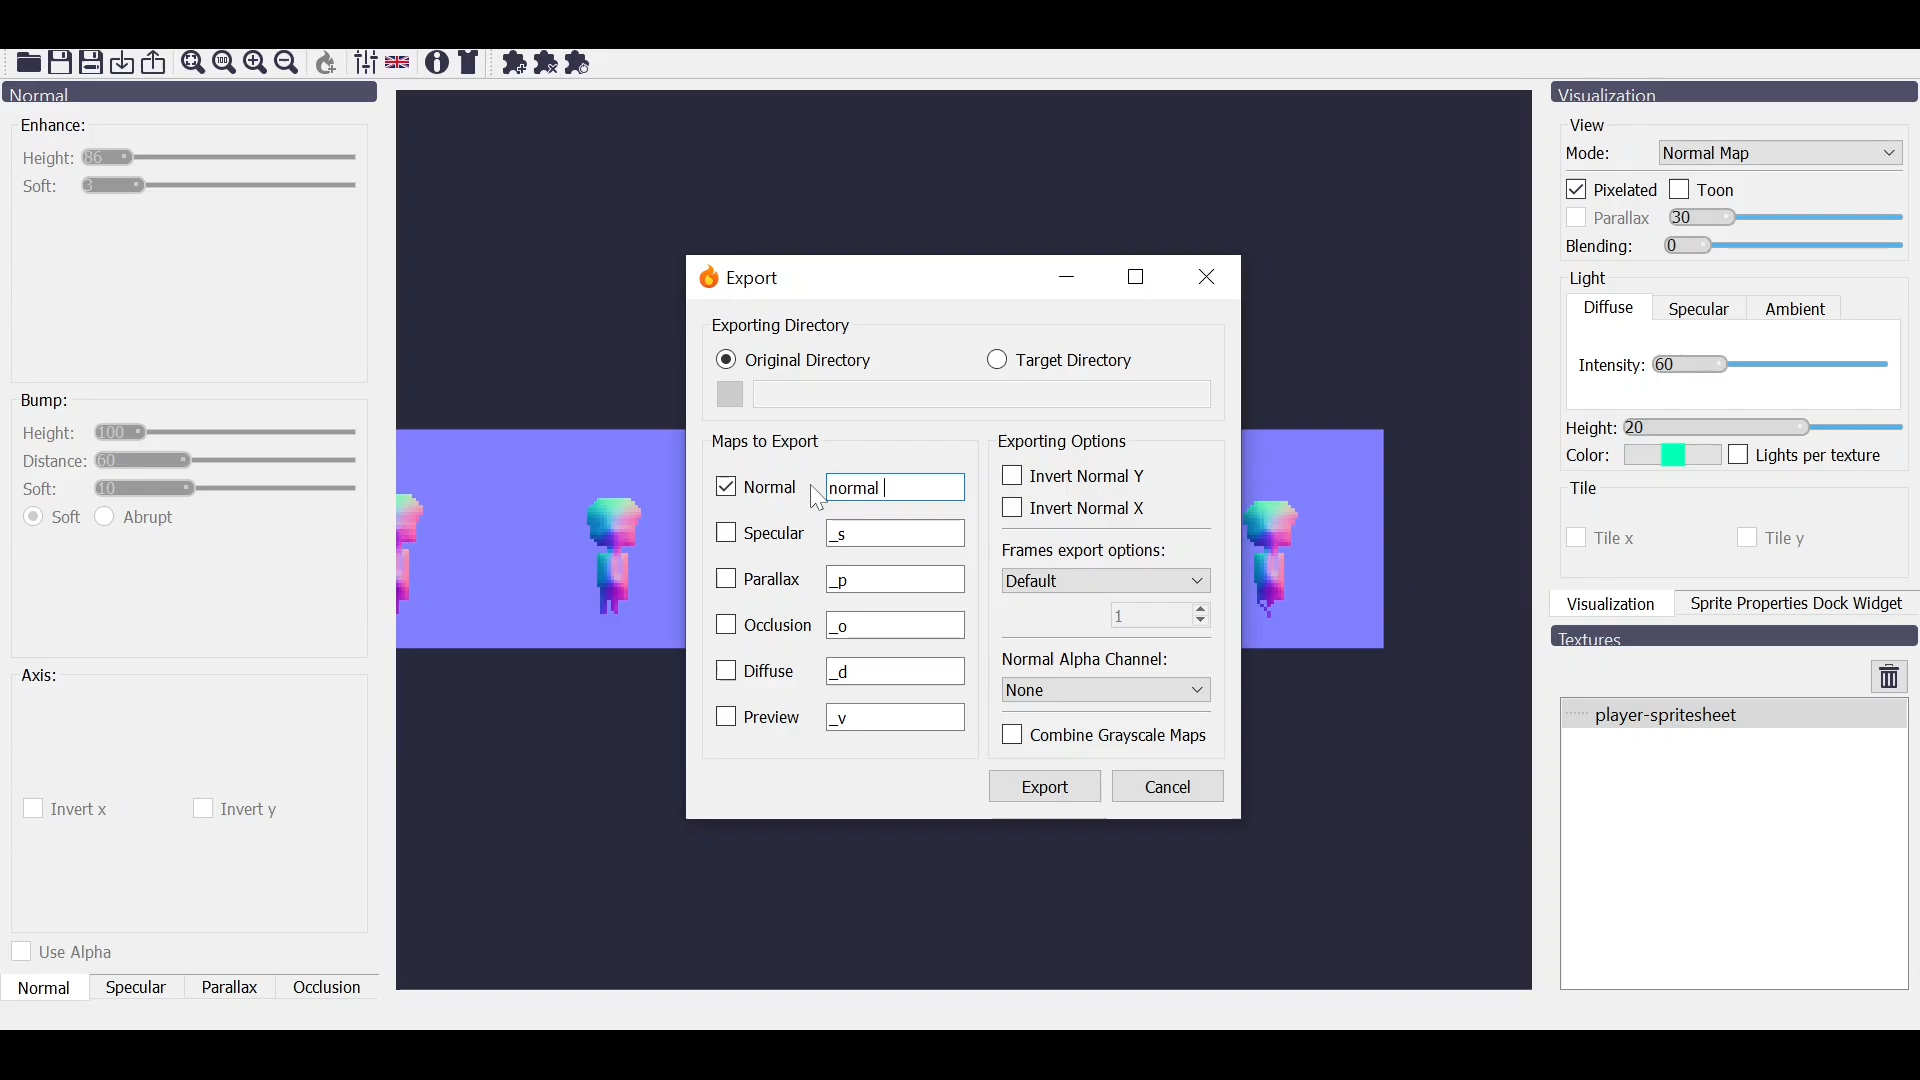 100
Normal
Enhance:
Height: 86
Soft: 3
Bump:
Height: 100
Distance: 60
Soft: 10
Soft Abrupt
Axis:
Invert x Invert y
Use Alpha
Normal Specular Parallax Occlusion
Export
Exporting Directory
Original Directory Target Directory
Maps to Export
Normal normal
Specular _s
Parallax _p
Occlusion _o
Diffuse _d
Preview _v
Exporting Options
Invert Normal Y
Invert Normal X
Frames export options:
Default
1
Normal Alpha Channel:
None
Combine Grayscale Maps
Export Cancel
Visualization
View
Mode: Normal Map
Pixelated Toon
Parallax 30
Blending: 0
Light
Diffuse Specular Ambient
Intensity: 60
Height: 20
Color: Lights per texture
Tile
Tile x Tile y
Visualization Sprite Properties Dock Widget
Textures
player-spritesheet